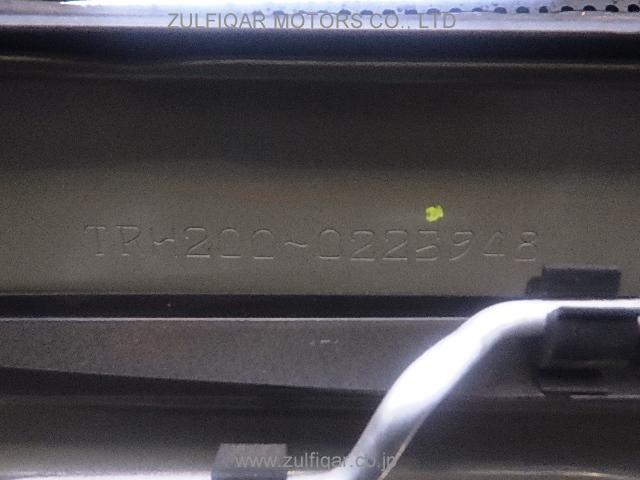 ZULFIQAR MOTORS CO., LTD
TRH200-0223948
www.zulfiqar.co.jp